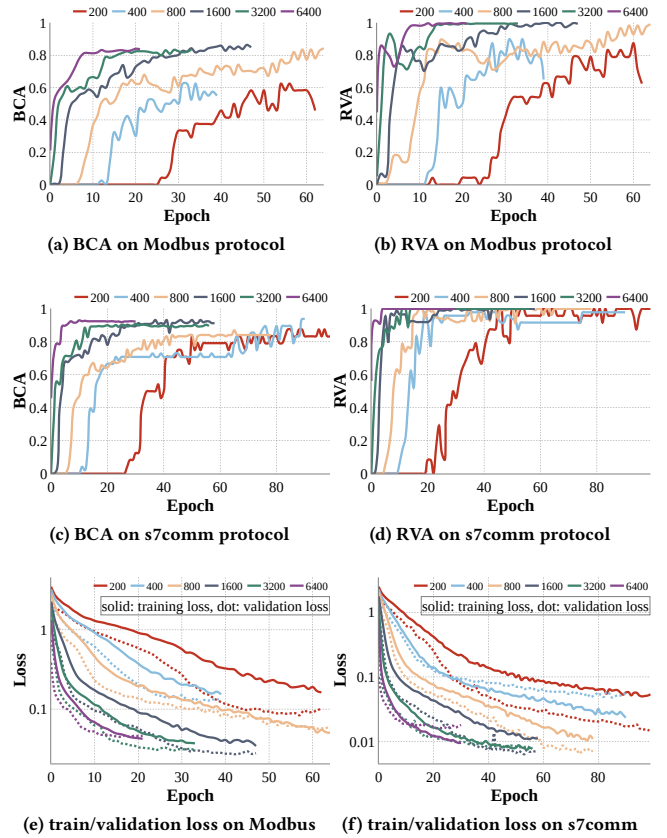 200 400 800 1600 3200 6400
200 400 800 1600 3200 6400
1
0.8
0.6
0.4
0.2
0
BCA
0 10 20 30 40 50 60
Epoch
1
0.8
0.6
0.4
0.2
0
RVA
0 10 20 30 40 50 60
Epoch
(a) BCA on Modbus protocol
(b) RVA on Modbus protocol
200 400 800 1600 3200 6400
200 400 800 1600 3200 6400
1
0.8
0.6
0.4
0.2
0
BCA
0 20 40 60 80
Epoch
1
0.8
0.6
0.4
0.2
0
RVA
0 20 40 60 80
Epoch
(c) BCA on s7comm protocol
(d) RVA on s7comm protocol
200 400 800 1600 3200 6400
solid: training loss, dot: validation loss
1
0.1
Loss
0 10 20 30 40 50 60
Epoch
200 400 800 1600 3200 6400
solid: training loss, dot: validation loss
1
0.1
0.01
Loss
0 20 40 60 80
Epoch
(e) train/validation loss on Modbus
(f) train/validation loss on s7comm